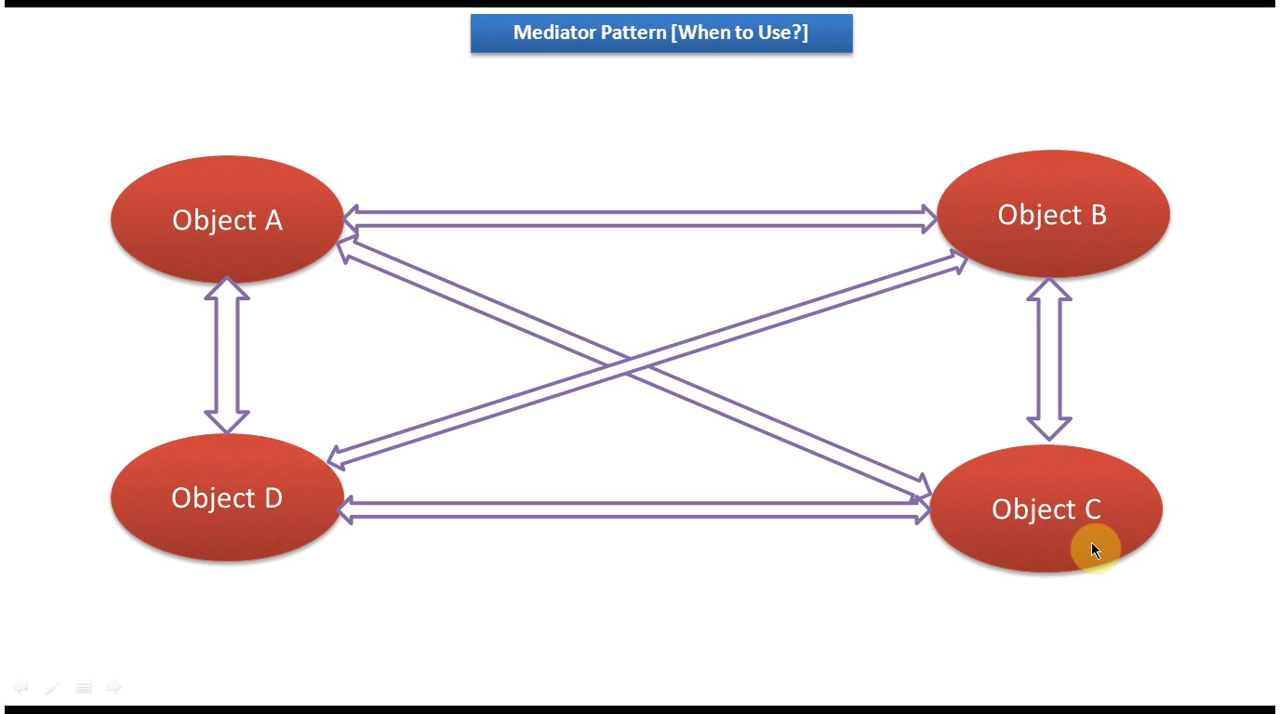 Mediator Pattern [When to Use?]
Object A
Object B
Object D
Object C